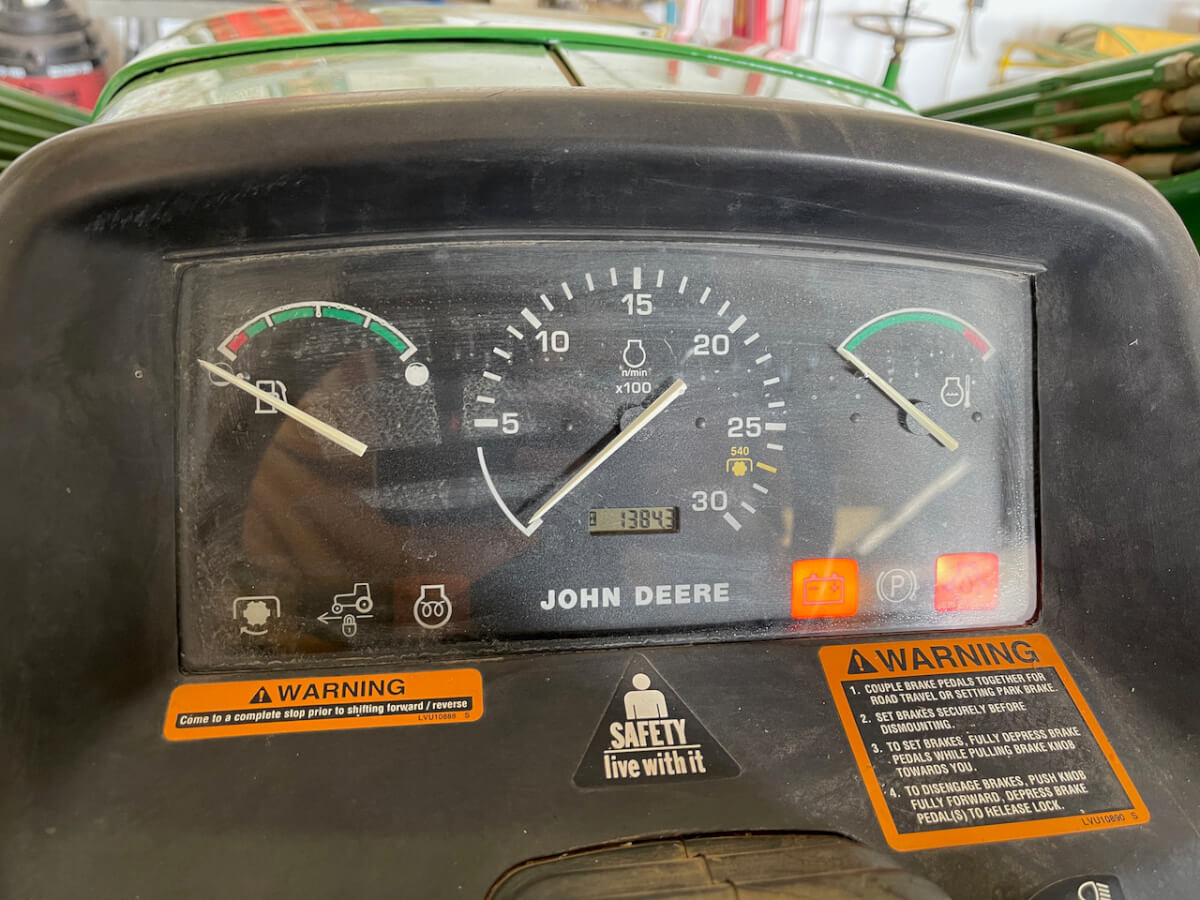 15
10
20
n/min
x100
5
25
540
30
1384.3
JOHN DEERE
P
WARNING
Come to a complete stop prior to shifting forward / reverse
LVU10888 S
SAFETY
live with it
WARNING
1. COUPLE BRAKE PEDALS TOGETHER FOR
ROAD TRAVEL OR SETTING PARK BRAKE.
2. SET BRAKES SECURELY BEFORE
DISMOUNTING.
3. TO SET BRAKES, FULLY DEPRESS BRAKE
PEDALS WHILE PULLING BRAKE KNOB
TOWARDS YOU.
4. TO DISENGAGE BRAKES, PUSH KNOB
FULLY FORWARD, DEPRESS BRAKE
PEDAL(S) TO RELEASE LOCK.
LVU10890 S